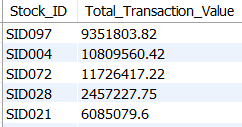 Stock_ID Total_Transaction_Value
SID097 9351803.82
SID004 10809560.42
SID072 11726417.22
SID028 2457227.75
SID021 6085079.6